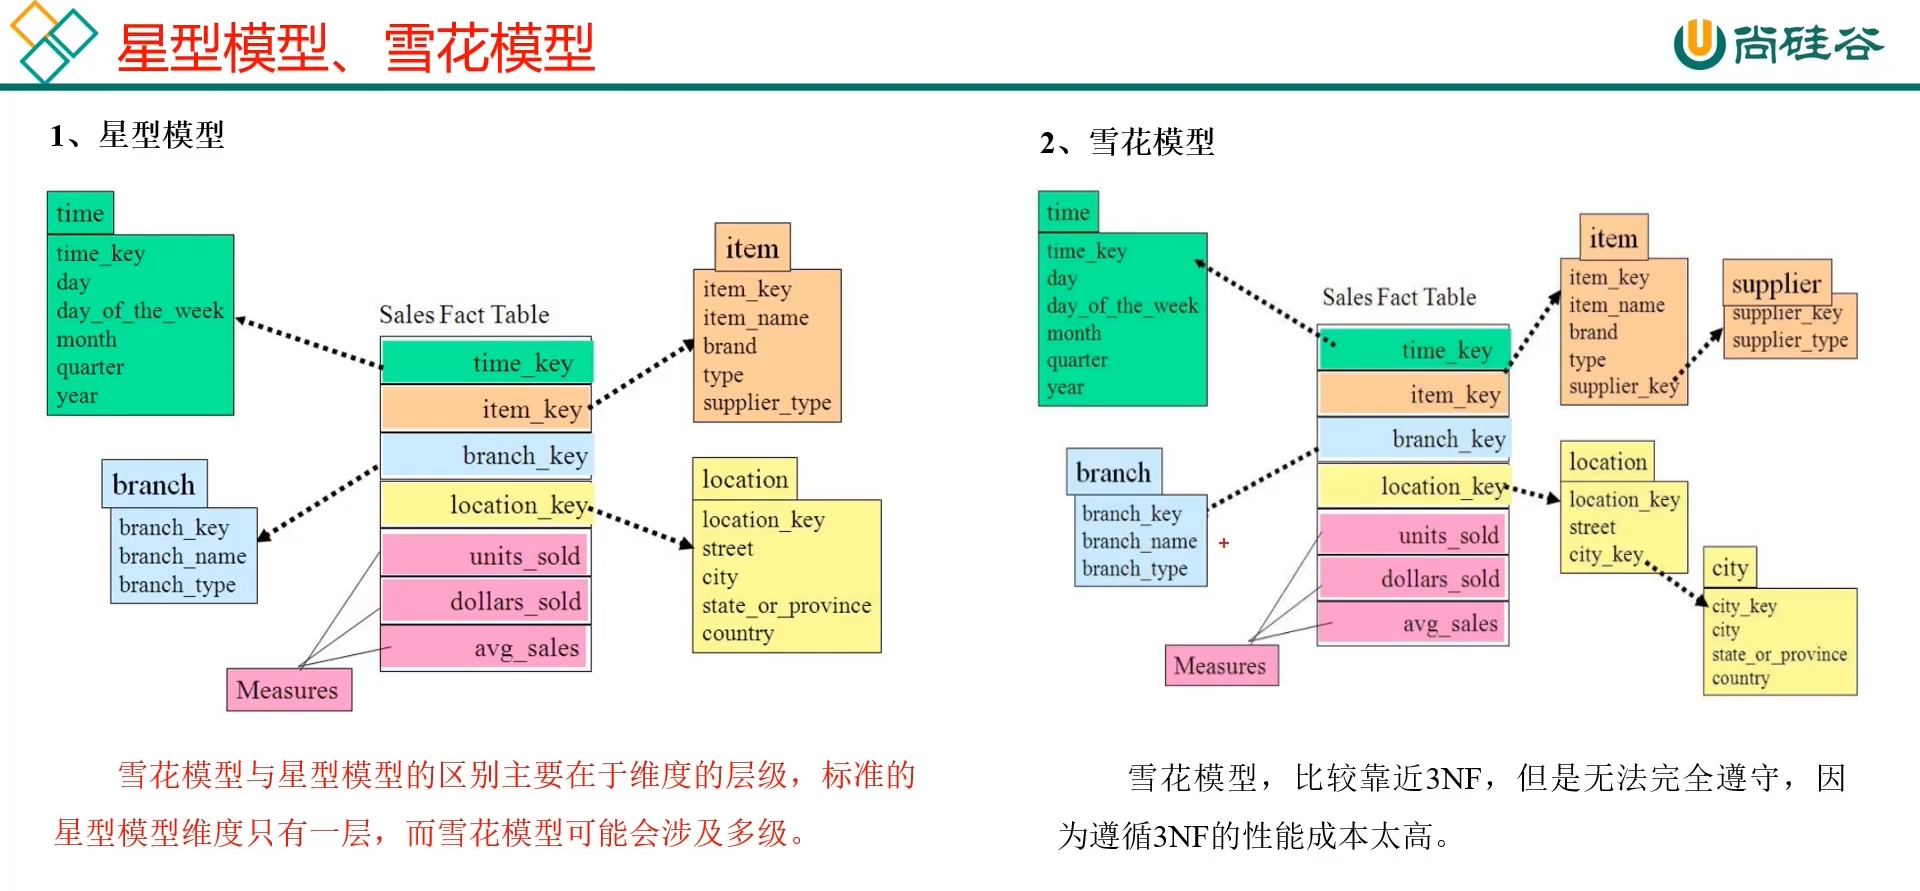 星型模型、雪花模型
尚硅谷
1、星型模型
time
time_key
day
day_of_the_week
month
quarter
year
branch
branch_key
branch_name
branch_type
Sales Fact Table
time_key
item_key
branch_key
location_key
units_sold
dollars_sold
avg_sales
Measures
item
item_key
item_name
brand
type
supplier_type
location
location_key
street
city
state_or_province
country
雪花模型与星型模型的区别主要在于维度的层级，标准的
星型模型维度只有一层，而雪花模型可能会涉及多级。
2、雪花模型
time
time_key
day
day_of_the_week
month
quarter
year
branch
branch_key
branch_name
branch_type
Sales Fact Table
time_key
item_key
branch_key
location_key
units_sold
dollars_sold
avg_sales
Measures
item
item_key
item_name
brand
type
supplier_key
supplier
supplier_key
supplier_type
location
location_key
street
city_key
city
city_key
city
state_or_province
country
雪花模型，比较靠近3NF，但是无法完全遵守，因
为遵循3NF的性能成本太高。